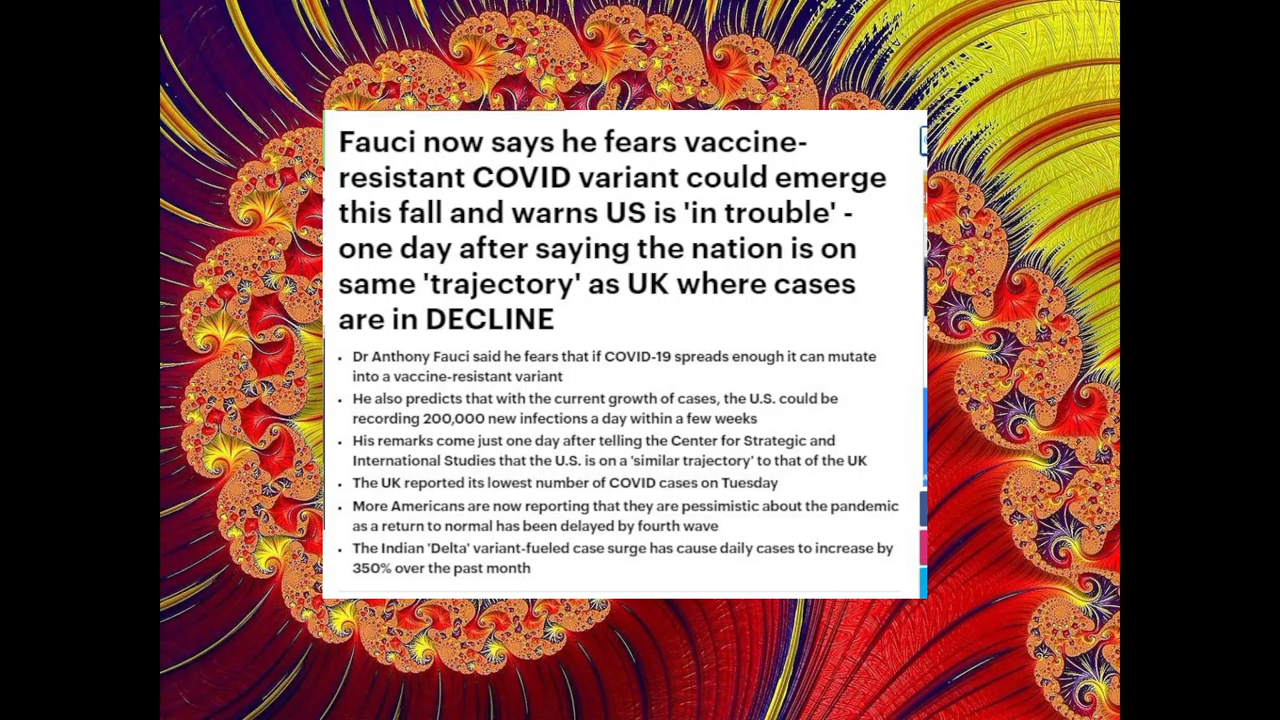 Fauci now says he fears vaccine-
resistant COVID variant could emerge
this fall and warns US is 'in trouble' -
one day after saying the nation is on
same 'trajectory' as UK where cases
are in DECLINE
• Dr Anthony Fauci said he fears that if COVID-19 spreads enough it can mutate
into a vaccine-resistant variant
• He also predicts that with the current growth of cases, the U.S. could be
recording 200,000 new infections a day within a few weeks
• His remarks come just one day after telling the Center for Strategic and
International Studies that the U.S. is on a 'similar trajectory' to that of the UK
• The UK reported its lowest number of COVID cases on Tuesday
• More Americans are now reporting that they are pessimistic about the pandemic
as a return to normal has been delayed by fourth wave
• The Indian 'Delta' variant-fueled case surge has cause daily cases to increase by
350% over the past month